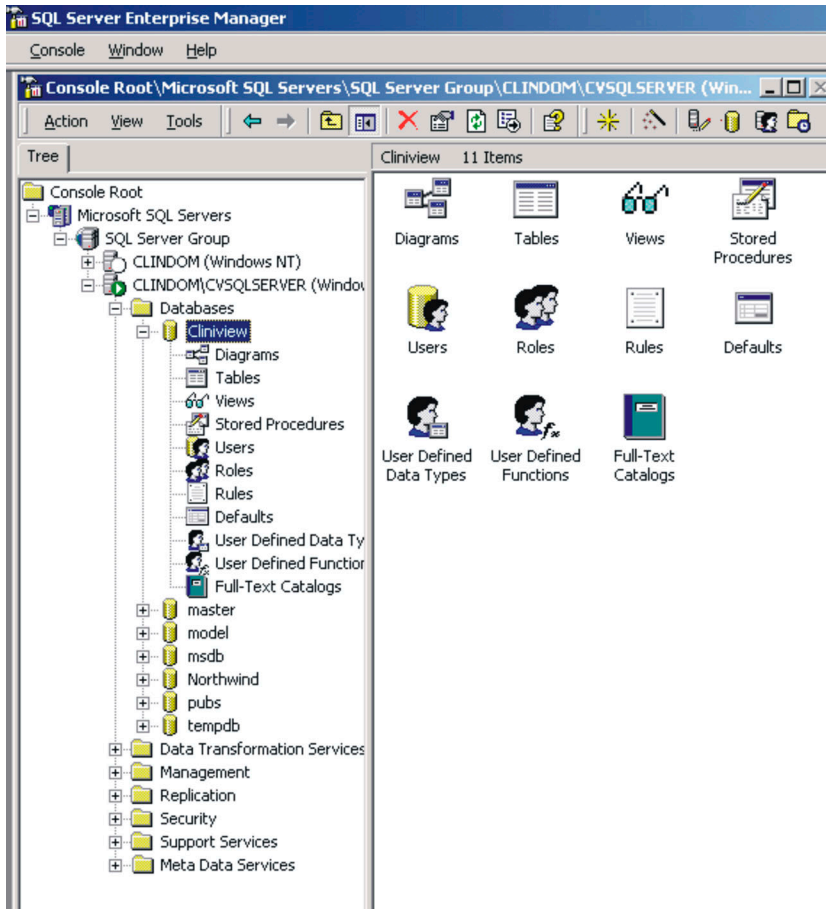 SQL Server Enterprise Manager
Console Window Help
Console Root\Microsoft SQL Servers\SQL Server Group\CLINDOM\CVSQLSERVER (Win...
Action View Tools
Tree
Cliniview 11 Items
Console Root
Microsoft SQL Servers
SQL Server Group
CLINDOM (Windows NT)
CLINDOM\CVSQLSERVER (Window
Databases
Cliniview
Diagrams
Tables
Views
Stored Procedures
Users
Roles
Rules
Defaults
User Defined Data Ty
User Defined Function
Full-Text Catalogs
master
model
msdb
Northwind
pubs
tempdb
Data Transformation Services
Management
Replication
Security
Support Services
Meta Data Services
Diagrams Tables Views Stored
Procedures
Users Roles Rules Defaults
User Defined User Defined Full-Text
Data Types Functions Catalogs